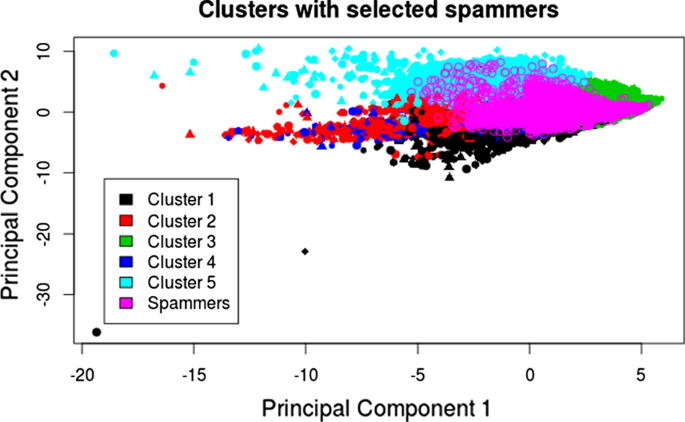 Clusters with selected spammers
Principal Component 2
10
0
-10
-20
-30
Cluster 1
Cluster 2
Cluster 3
Cluster 4
Cluster 5
Spammers
-20 -15 -10 -5 0 5
Principal Component 1